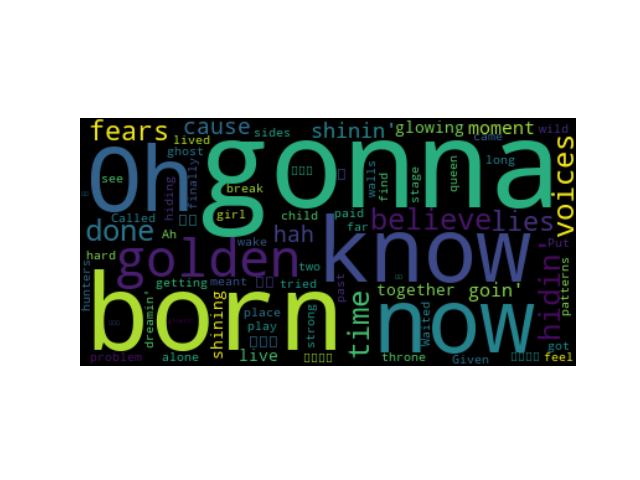 fears
cause
sides
shinin'
glowing
moment
wild
lived
came
Oh
gonna
ghost
see
hiding
finally
break
girl
walls
find
stage
queen
long
voices
Called
child
paid
far
believe
lies
Put
done
Ah
hah
know
golden
wake
two
hard
hunters
getting
meant
tried
past
together
goin'
hidin'
patterns
born
dreamin'
shining
place
play
strong
time
now
Waited
problem
alone
live
throne
Given
got
feel